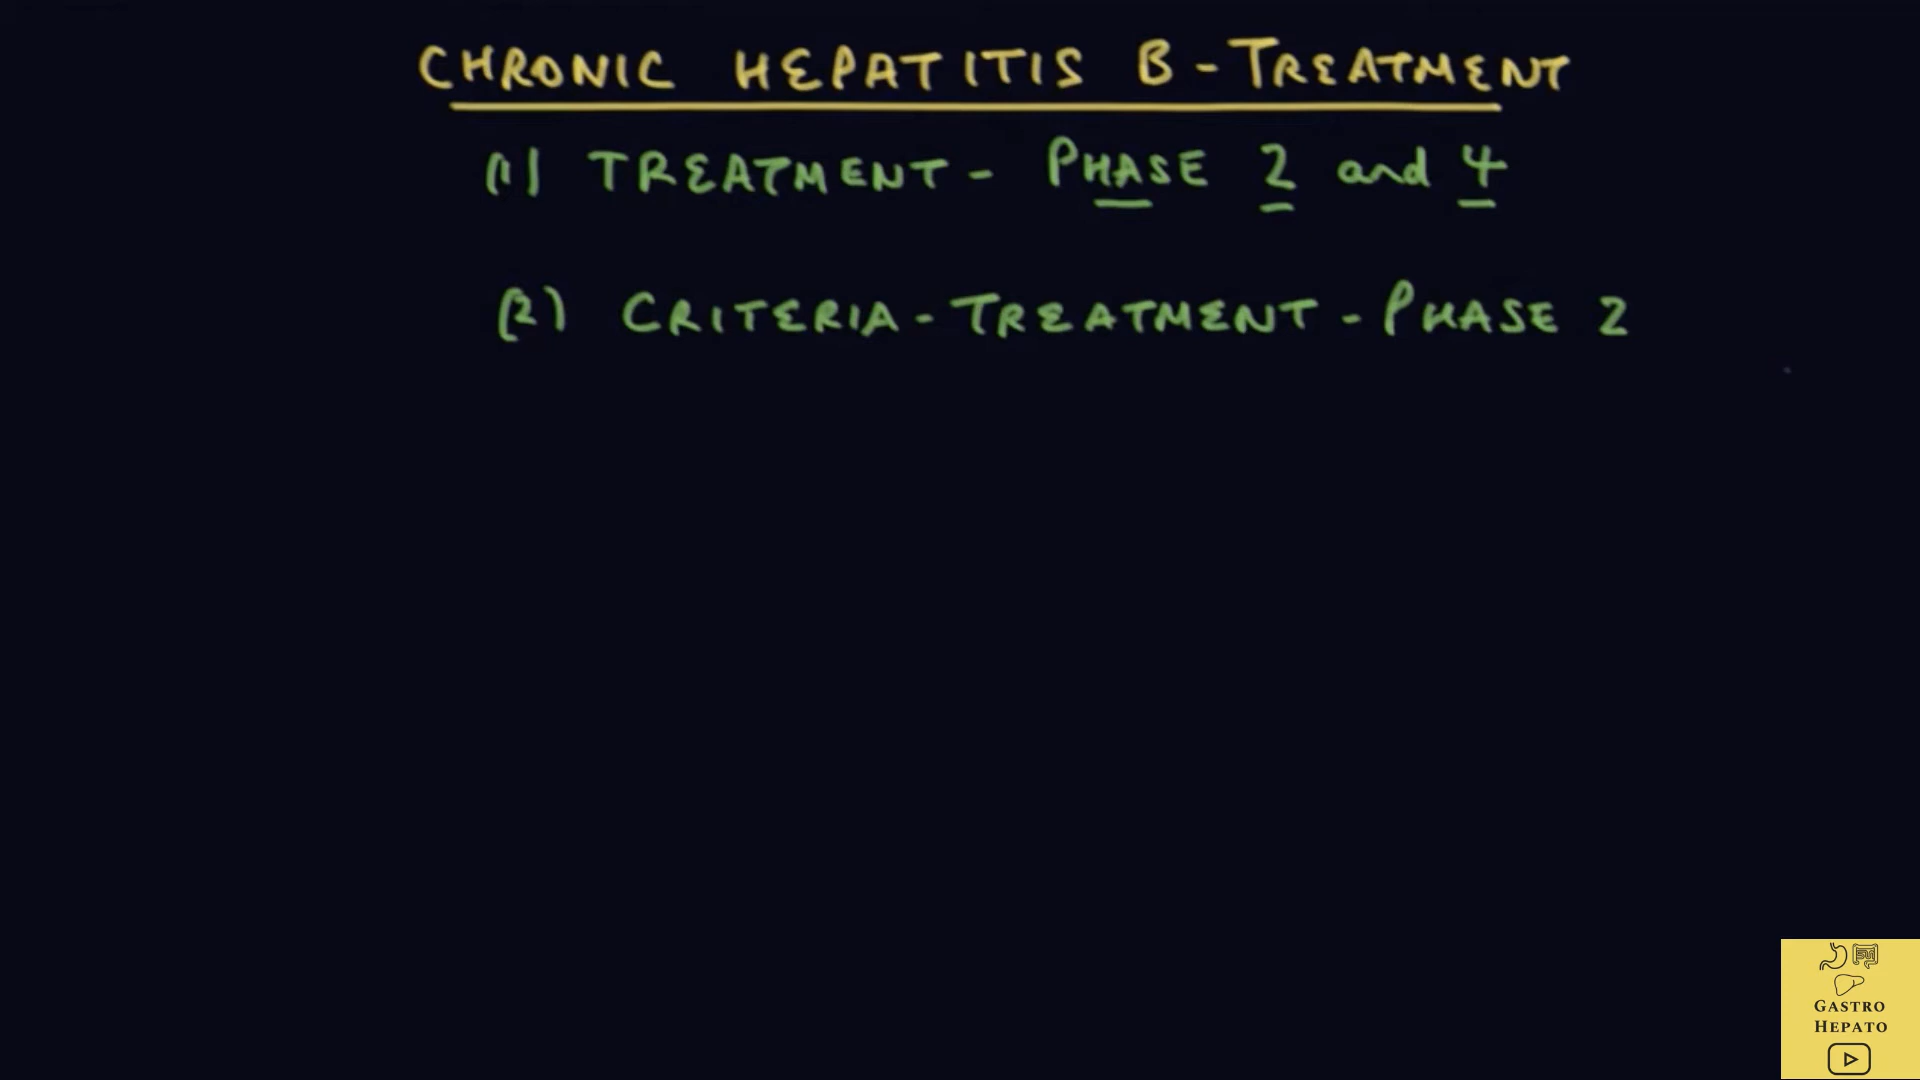 CHRONIC HEPATITIS B - TREATMENT
(1) TREATMENT - PHASE 2 and 4
(2) CRITERIA - TREATMENT - PHASE 2
GASTRO
HEPATO